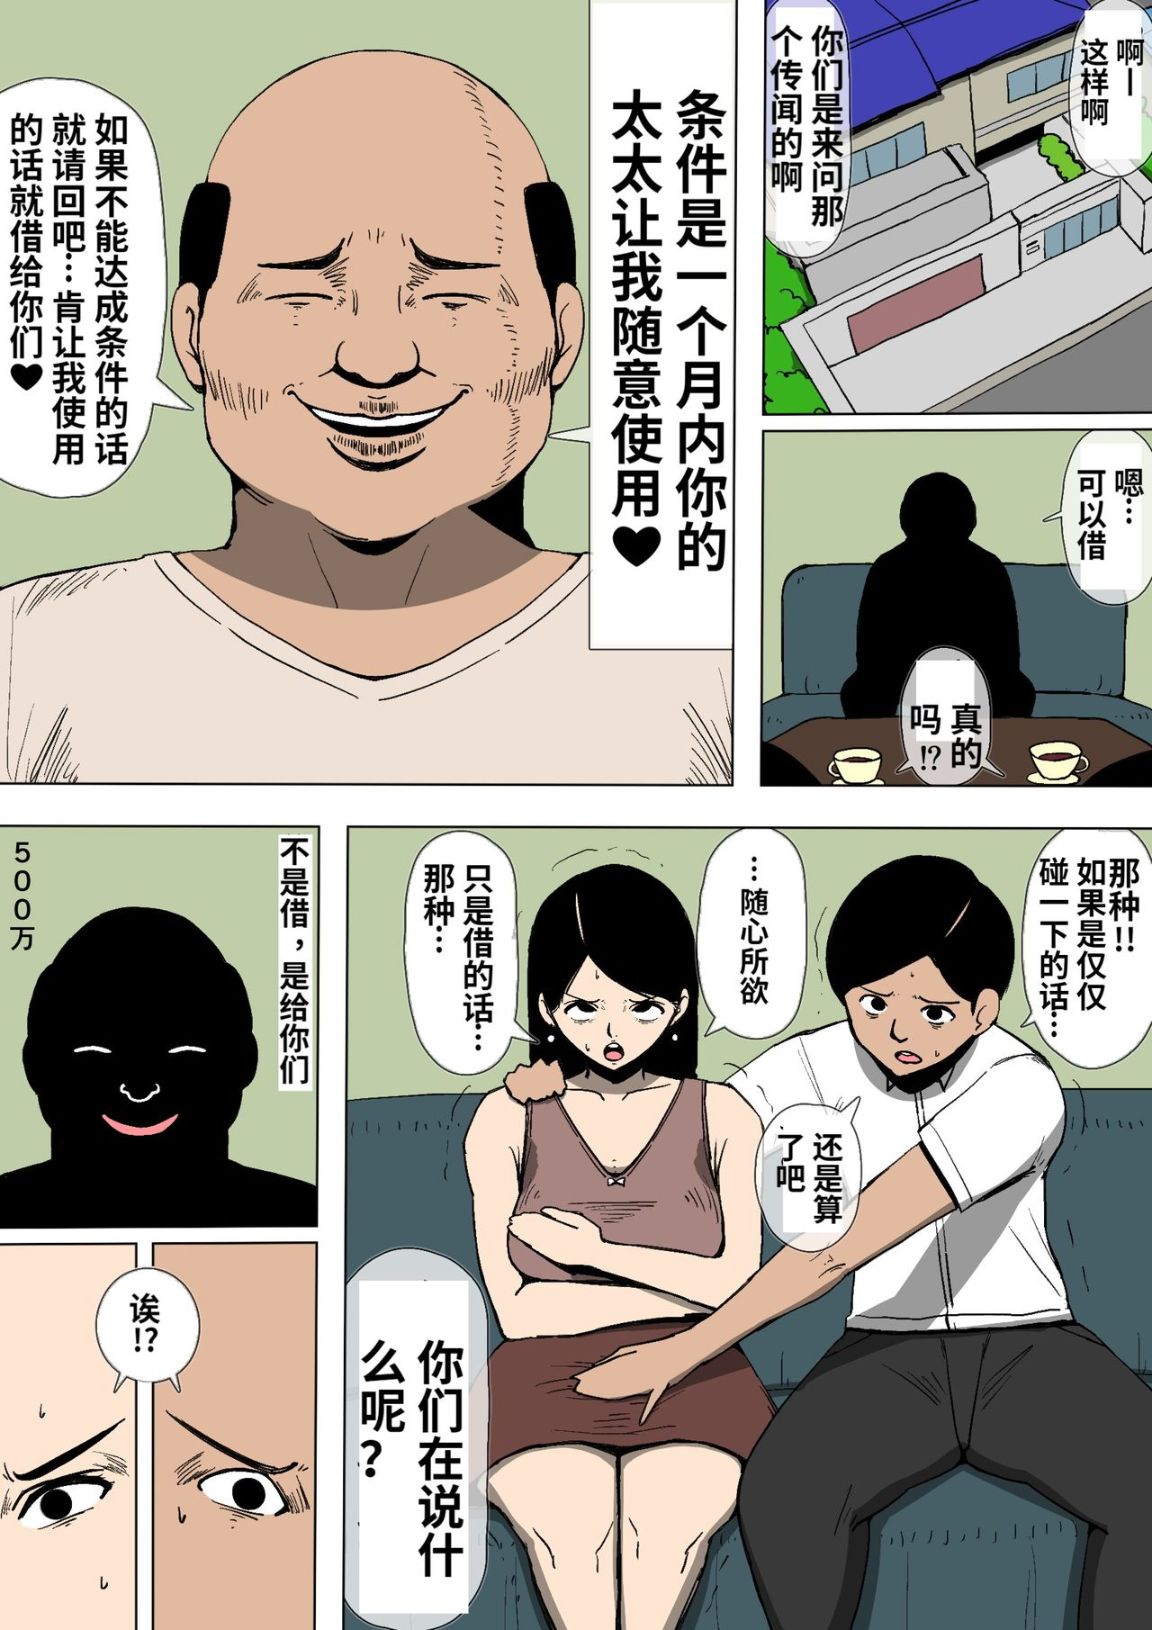 啊ー
这样啊
你们是来问那
个传闻的啊
嗯…
可以借
真的
吗!?
条件是一个月内你的
太太让我随意使用♥
如果不能达成条件的话
就请回吧…肯让我使用
的话就借给你们♥
那种!!
如果是仅仅
碰一下的话…
…随心所欲
只是借的话…
那种…
还是算
了吧
你们在说什
么呢？
不是借，是给你们
500万
诶!?